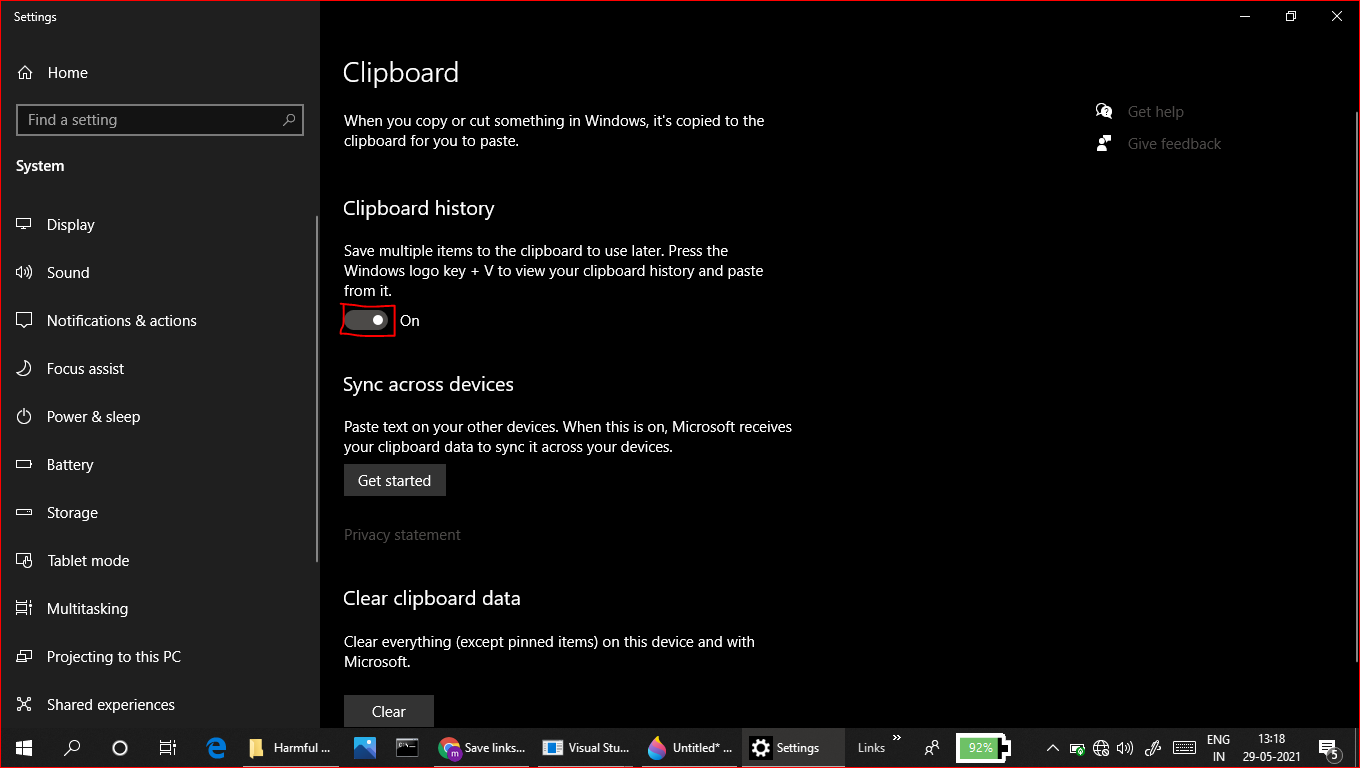 Settings
Home
Find a setting
System
Display
Sound
Notifications & actions
Focus assist
Power & sleep
Battery
Storage
Tablet mode
Multitasking
Projecting to this PC
Shared experiences
Clipboard
When you copy or cut something in Windows, it's copied to the
clipboard for you to paste.
Clipboard history
Save multiple items to the clipboard to use later. Press the
Windows logo key + V to view your clipboard history and paste
from it.
On
Sync across devices
Paste text on your other devices. When this is on, Microsoft receives
your clipboard data to sync it across your devices.
Get started
Privacy statement
Clear clipboard data
Clear everything (except pinned items) on this device and with
Microsoft.
Clear
Get help
Give feedback
Harmful ...
m
Save links...
Visual Stu...
Untitled* ...
Settings
Links
92%
ENG
IN
13:18
29-05-2021
5